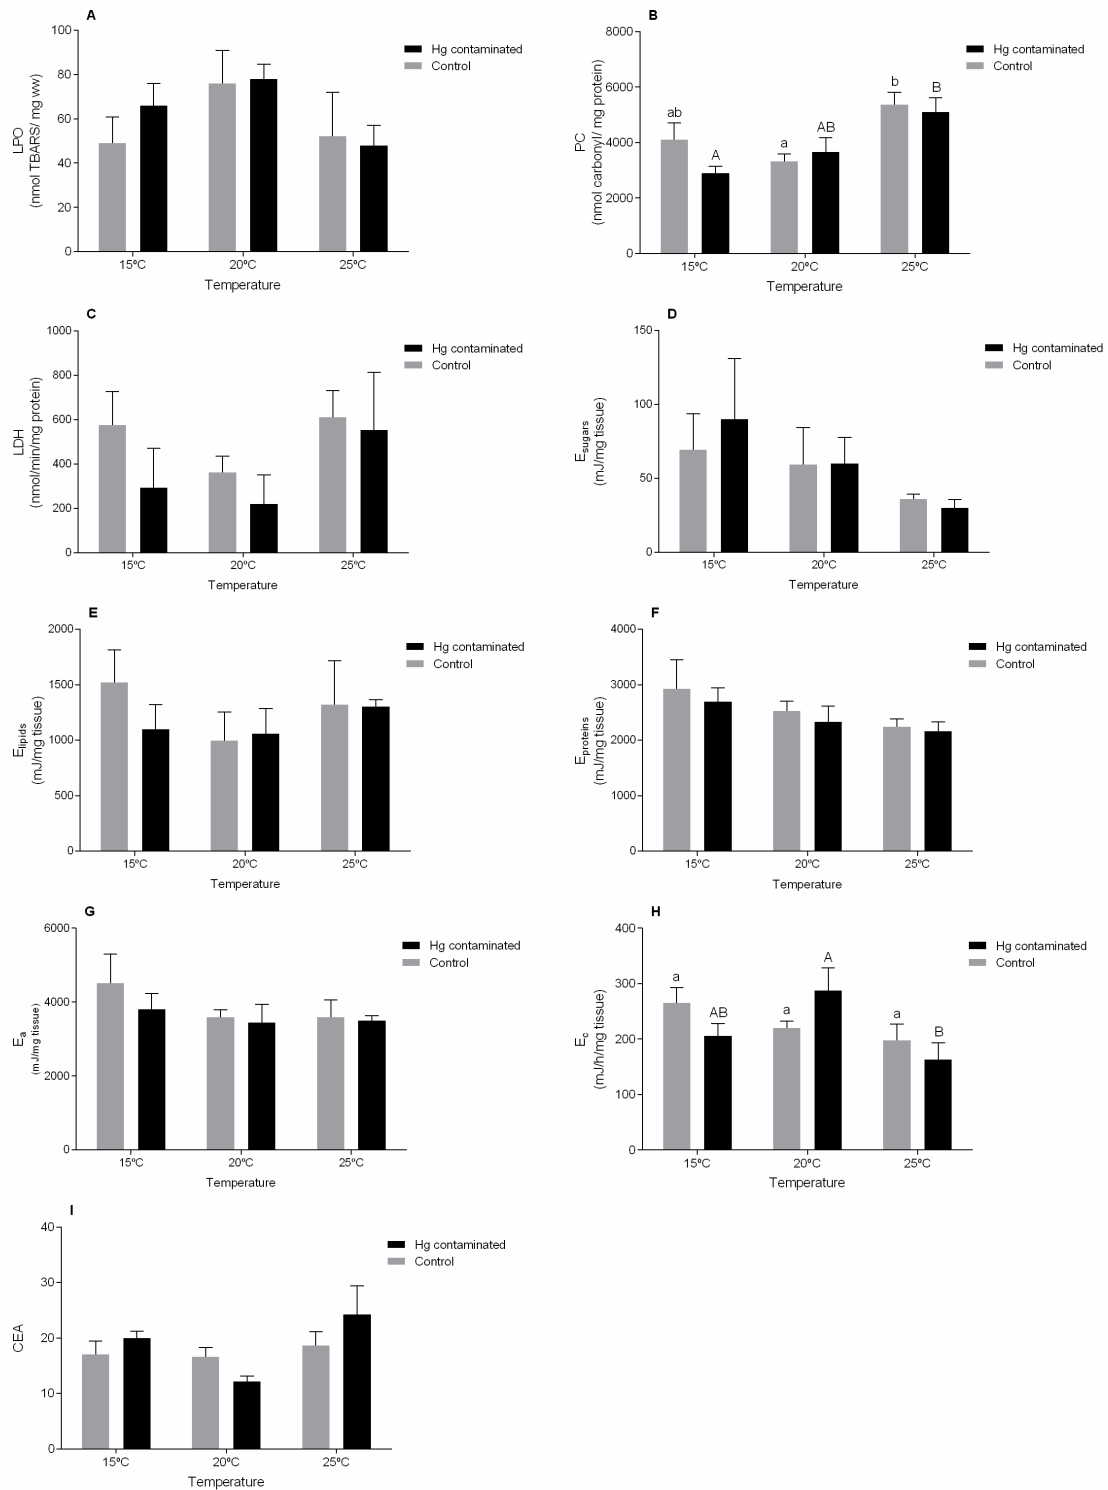 A
100
80
60
40
20
0
LPO
(nmol TBARS/ mg ww)
Hg contaminated
Control
15ºC
20ºC
25ºC
Temperature
B
8000
6000
4000
2000
0
PC
(nmol carbonyl/ mg protein)
Hg contaminated
Control
ab
A
a
AB
b
B
15ºC
20ºC
25ºC
Temperature
C
1000
800
600
400
200
0
LDH
(nmol/min/mg protein)
Hg contaminated
Control
15ºC
20ºC
25ºC
Temperature
D
150
100
50
0
Esugars
(mJ/mg tissue)
Hg contaminated
Control
15ºC
20ºC
25ºC
Temperature
E
2000
1500
1000
500
0
Elipids
(mJ/mg tissue)
Hg contaminated
Control
15ºC
20ºC
25ºC
Temperature
F
4000
3000
2000
1000
0
Eproteins
(mJ/mg tissue)
Hg contaminated
Control
15ºC
20ºC
25ºC
Temperature
G
6000
4000
2000
0
Ea
(mJ/mg tissue)
Hg contaminated
Control
15ºC
20ºC
25ºC
Temperature
H
400
300
200
100
0
Ec
(mJ/h/mg tissue)
Hg contaminated
Control
a
AB
a
A
a
B
15ºC
20ºC
25ºC
Temperature
I
40
30
20
10
0
CEA
Hg contaminated
Control
15ºC
20ºC
25ºC
Temperature